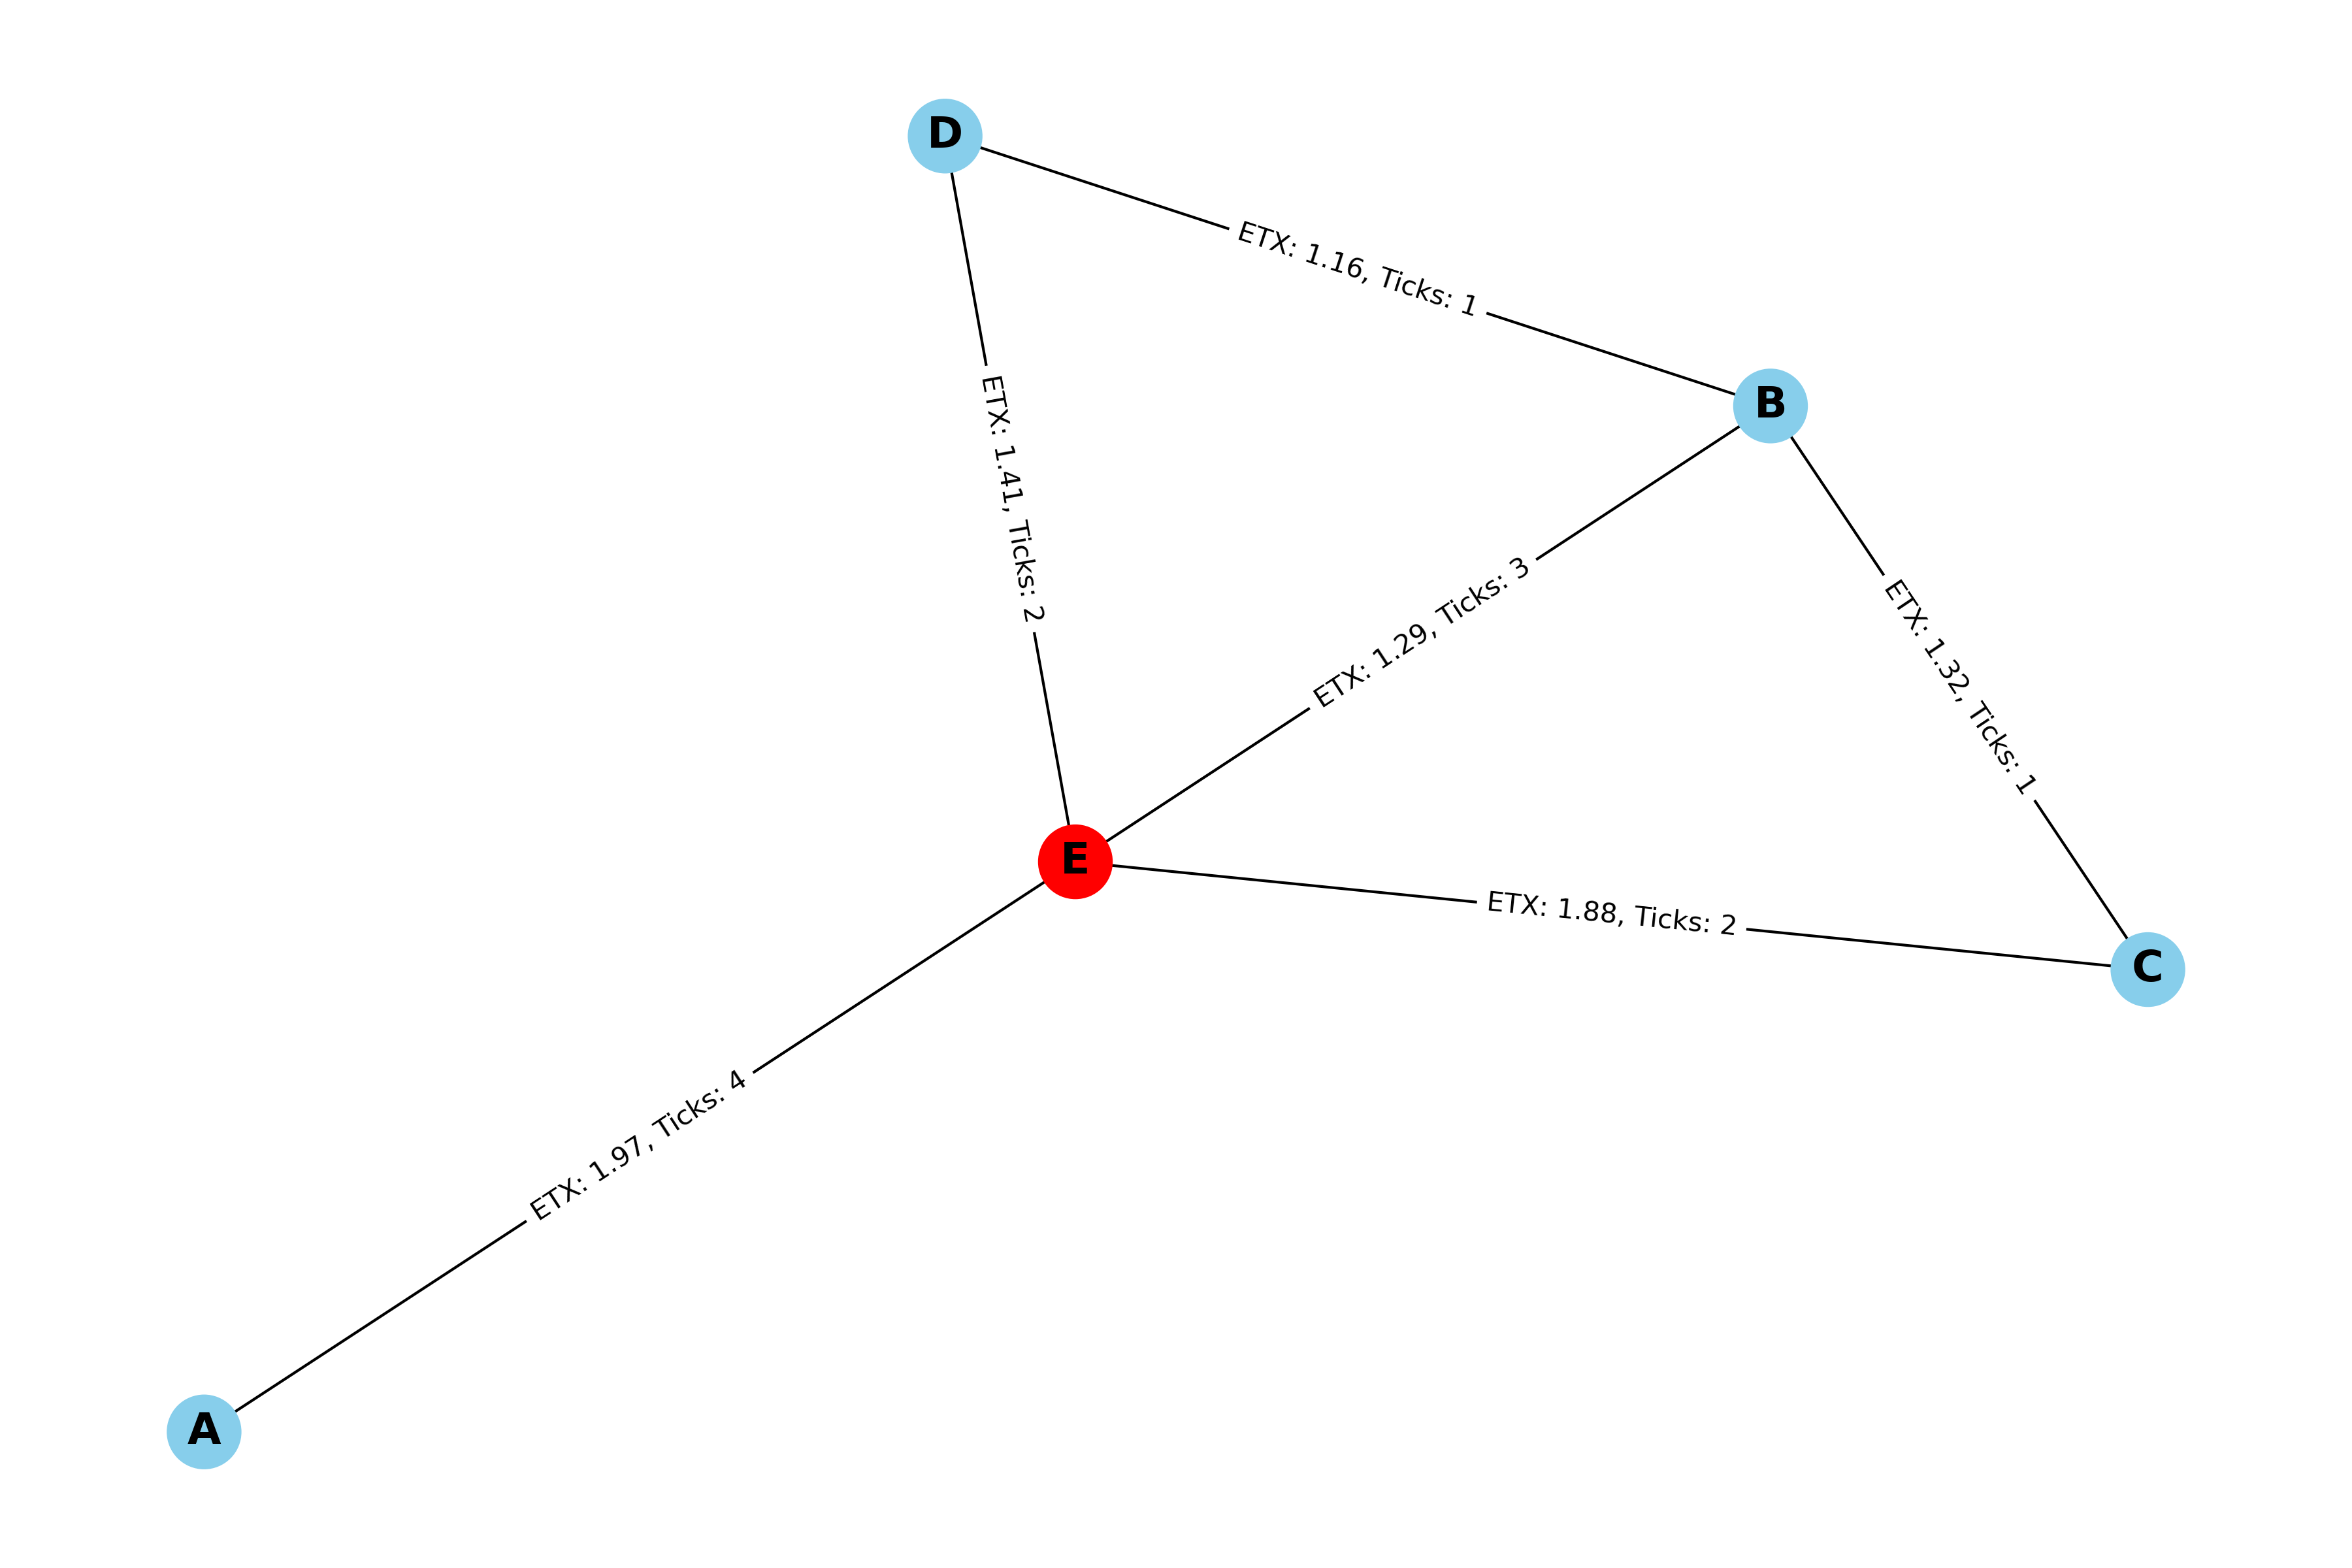 D
ETX: 1.16, Ticks: 1
B
ETX: 1.41, Ticks: 2
ETX: 1.29, Ticks: 3
ETX: 1.32, Ticks: 1
E
ETX: 1.88, Ticks: 2
C
ETX: 1.97, Ticks: 4
A